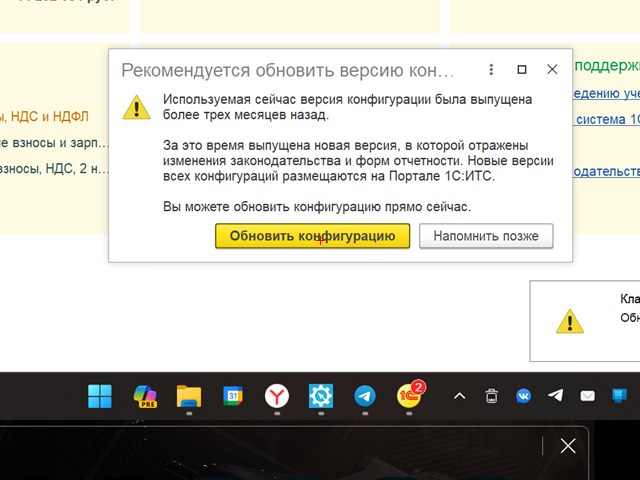 поддерж
Рекомендуется обновить версию кон...
ы, НДС и НДФЛ
Используемая сейчас версия конфигурации была выпущена
более трех месяцев назад.
едению уче
система 1С
е взносы и зарп...
За это время выпущена новая версия, в которой отражены
изменения законодательства и форм отчетности. Новые версии
всех конфигураций размещаются на Портале 1С:ИТС.
взносы, НДС, 2 н...
одательств
Вы можете обновить конфигурацию прямо сейчас.
Обновить конфигурацию
Напомнить позже
Кла
Обн
PRE
31
1С
2